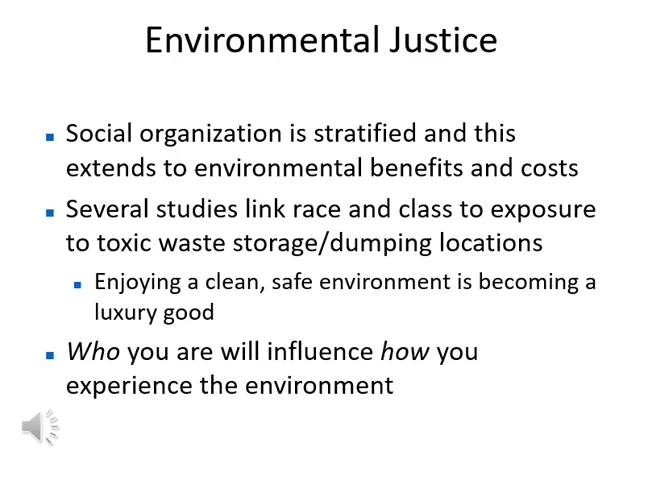 Environmental Justice
Social organization is stratified and this
extends to environmental benefits and costs
Several studies link race and class to exposure
to toxic waste storage/dumping locations
Enjoying a clean, safe environment is becoming a
luxury good
Who you are will influence how you
experience the environment